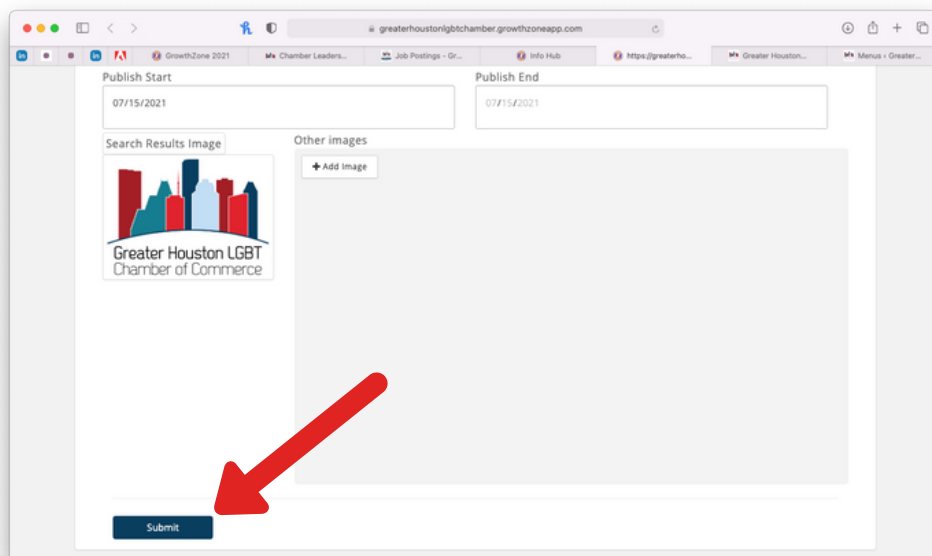 greaterhoustonlgbtchamber.growthzoneapp.com
GrowthZone 2021
Chamber Leaders...
Job Postings - Gr...
Info Hub
https://greaterho...
Greater Houston...
Menus ‹ Greater...
Publish Start
Publish End
07/15/2021
07/15/2021
Search Results Image
Other images
+ Add Image
Greater Houston LGBT
Chamber of Commerce
Submit